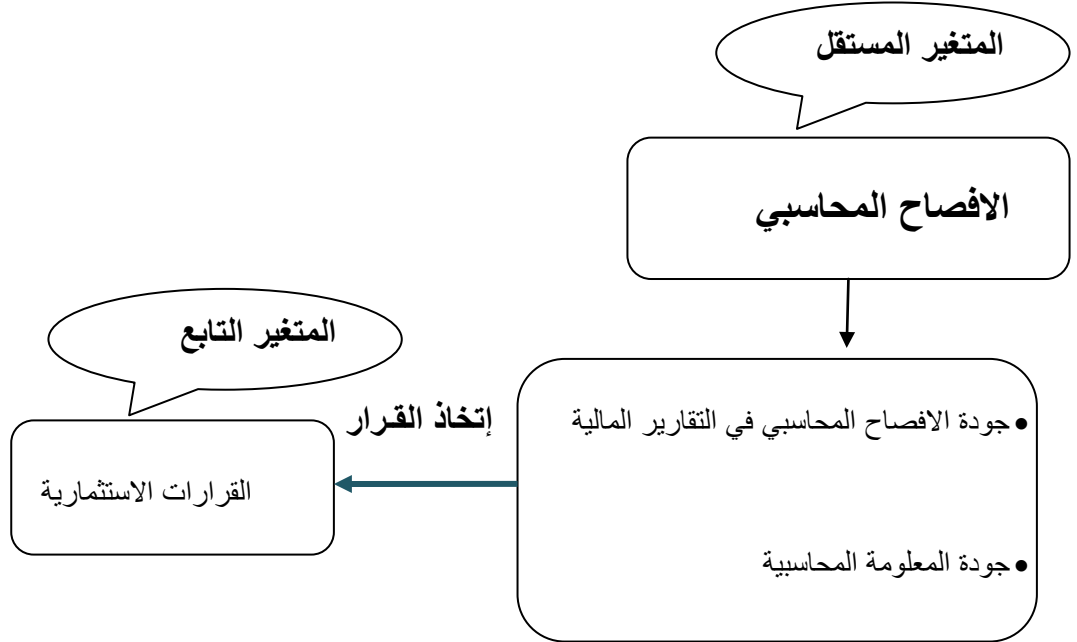 المتغير المستقل
الافصاح المحاسبي
المتغير التابع
• جودة الافصاح المحاسبي في التقارير المالية
إتخاذ القرار
القرارات الاستثمارية
• جودة المعلومة المحاسبية